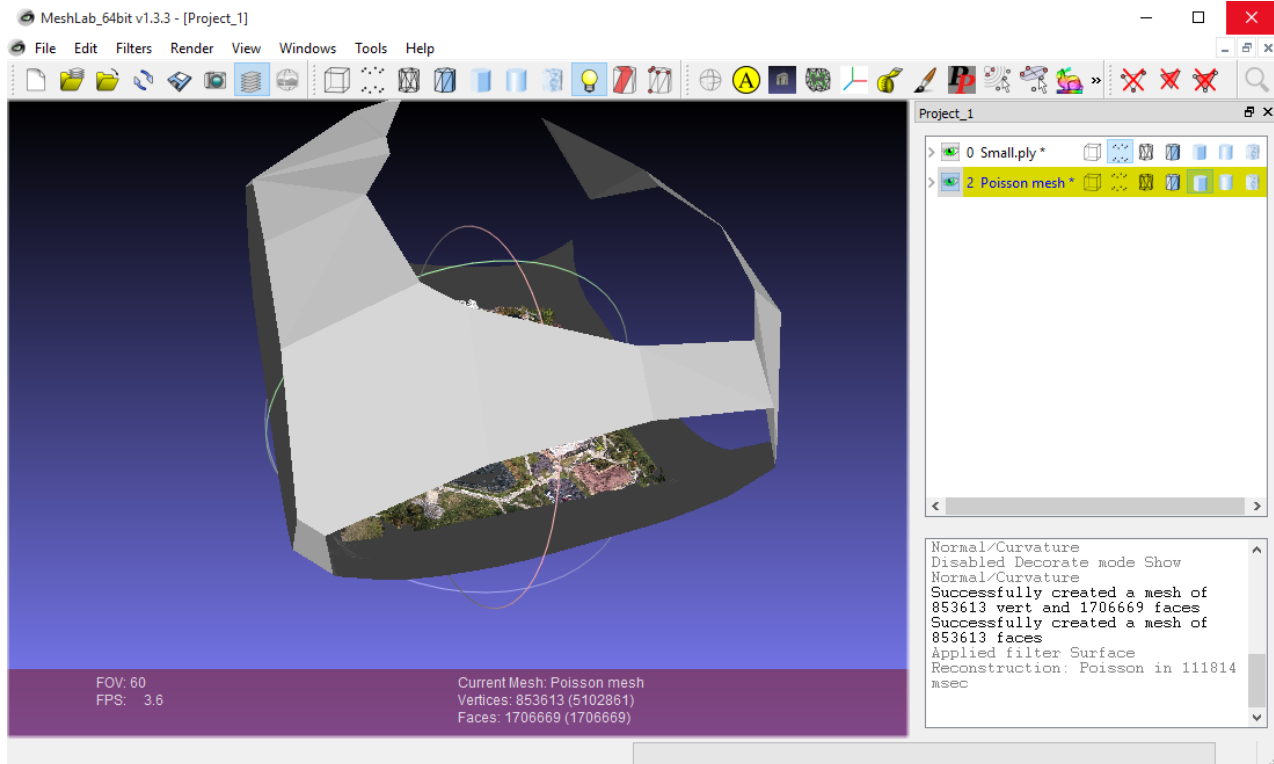 MeshLab_64bit v1.3.3 - [Project_1]
File Edit Filters Render View Windows Tools Help
A
Pp
»
Project_1
0 Small.ply *
2 Poisson mesh *
Normal/Curvature
Disabled Decorate mode Show
Normal/Curvature
Successfully created a mesh of
853613 vert and 1706669 faces
Successfully created a mesh of
853613 faces
Applied filter Surface
Reconstruction: Poisson in 111814
msec
FOV: 60
FPS: 3.6
Current Mesh: Poisson mesh
Vertices: 853613 (5102861)
Faces: 1706669 (1706669)